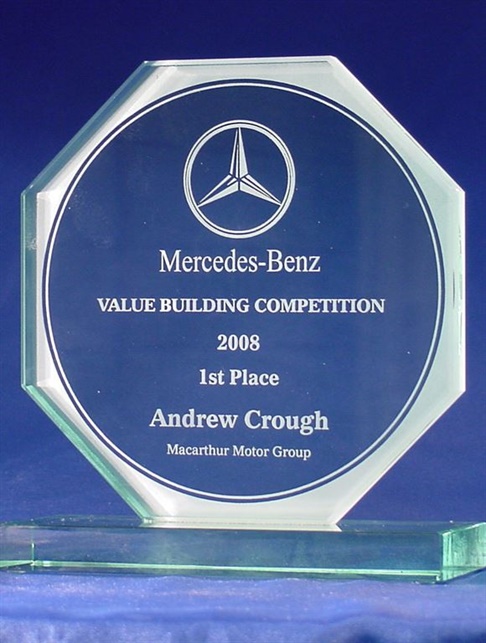 Mercedes-Benz
VALUE BUILDING COMPETITION
2008
1st Place
Andrew Crough
Macarthur Motor Group